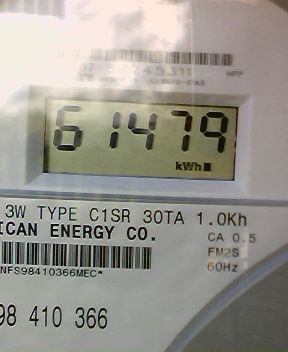 245311
61479
kWh
3W TYPE C1SR 30TA 1.0Kh
ICAN ENERGY CO.
CA 0.5
FM2S
60Hz
NFS98410366MEC*
98 410 366